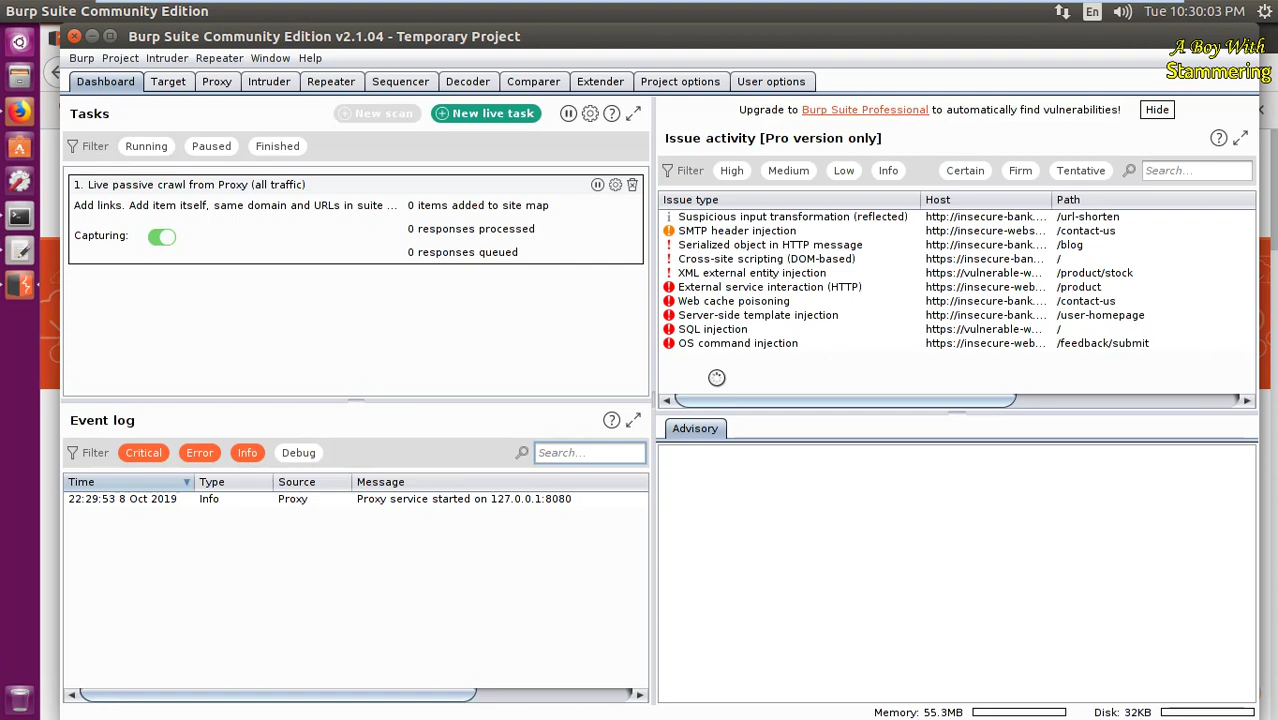 Burp Suite Community Edition
En
Tue 10:30:03 PM
Burp Suite Community Edition v2.1.04 - Temporary Project
A Boy With
Stammering
Burp Project Intruder Repeater Window Help
Dashboard Target Proxy Intruder Repeater Sequencer Decoder Comparer Extender Project options User options
Tasks
New scan
New live task
Filter Running Paused Finished
1. Live passive crawl from Proxy (all traffic)
Add links. Add item itself, same domain and URLs in suite ...
0 items added to site map
Capturing:
0 responses processed
0 responses queued
Upgrade to Burp Suite Professional to automatically find vulnerabilities!
Hide
Issue activity [Pro version only]
Filter High Medium Low Info Certain Firm Tentative Search...
Issue type Host Path
Suspicious input transformation (reflected) http://insecure-bank.... /url-shorten
SMTP header injection http://insecure-webs... /contact-us
Serialized object in HTTP message http://insecure-bank.... /blog
Cross-site scripting (DOM-based) http://insecure-bank.... /
XML external entity injection https://vulnerable-w... /product/stock
External service interaction (HTTP) http://insecure-web... /product
Web cache poisoning http://insecure-bank.... /contact-us
Server-side template injection http://insecure-bank.... /user-homepage
SQL injection https://vulnerable-w... /
OS command injection https://insecure-web... /feedback/submit
Event log
Filter Critical Error Info Debug Search...
Time Type Source Message
22:29:53 8 Oct 2019 Info Proxy Proxy service started on 127.0.0.1:8080
Advisory
Memory: 55.3MB
Disk: 32KB